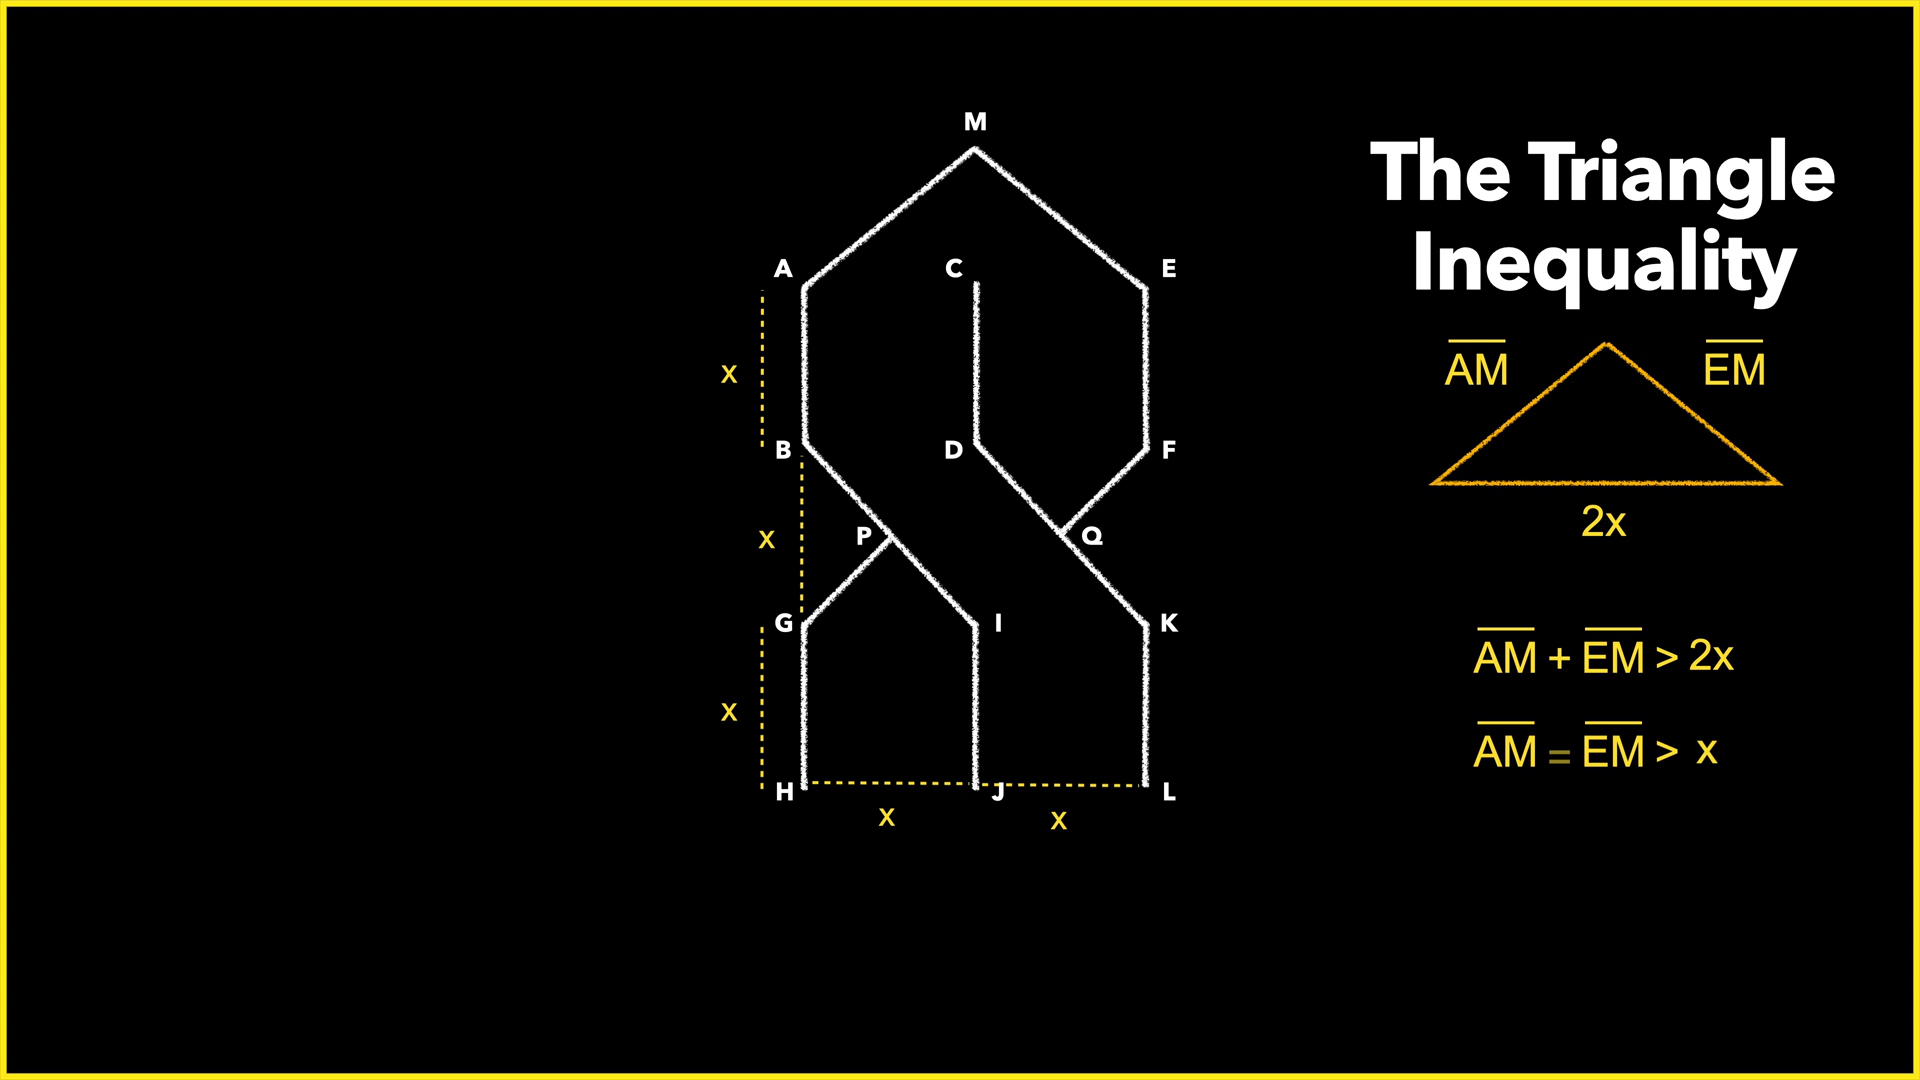 M
A
C
E
x
B
D
F
x
P
Q
G
I
K
x
H
J
L
x
x
The Triangle
Inequality
AM
EM
2x
AM + EM > 2x
AM = EM > x